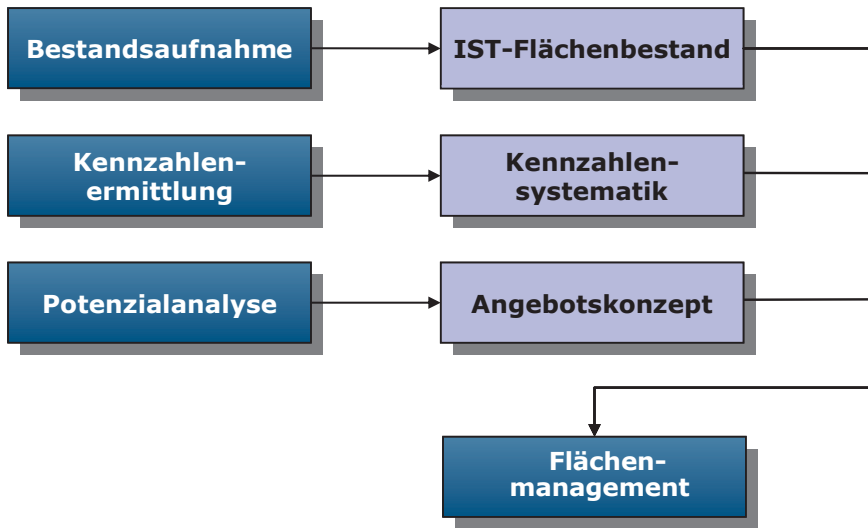 Bestandsaufnahme
IST-Flächenbestand
Kennzahlen-
ermittlung
Kennzahlen-
systematik
Potenzialanalyse
Angebotskonzept
Flächen-
management